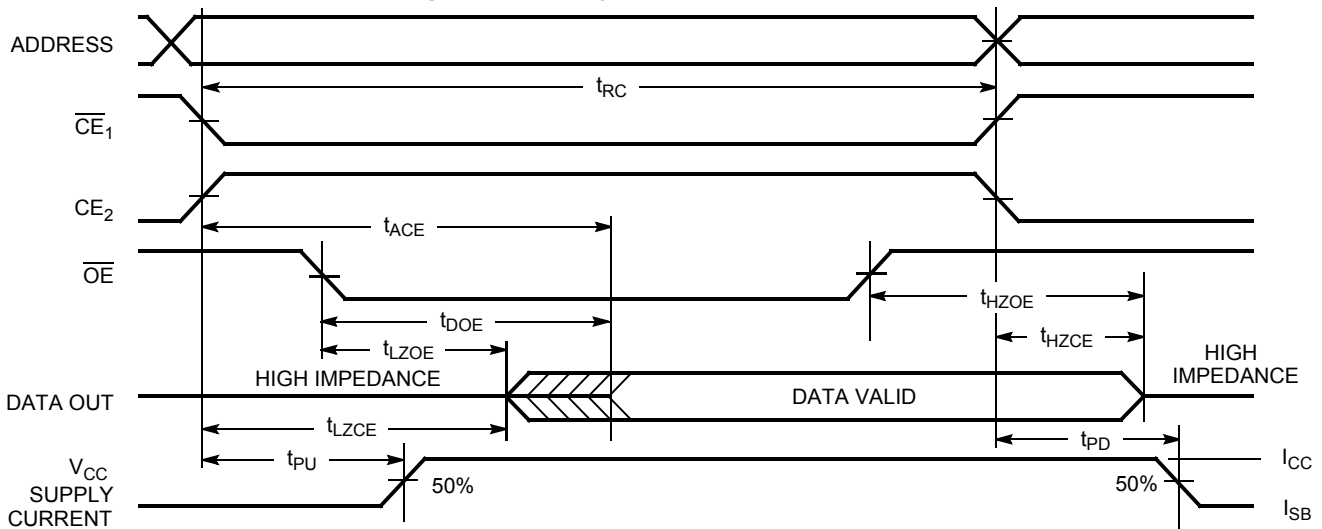 ADDRESS
tRC
CE1
CE2
tACE
OE
tHZOE
tDOE
tHZCE
tLZOE
HIGH IMPEDANCE
HIGH
IMPEDANCE
DATA OUT
DATA VALID
tLZCE
tPD
tPU
VCC
SUPPLY
CURRENT
50%
50%
ICC
ISB